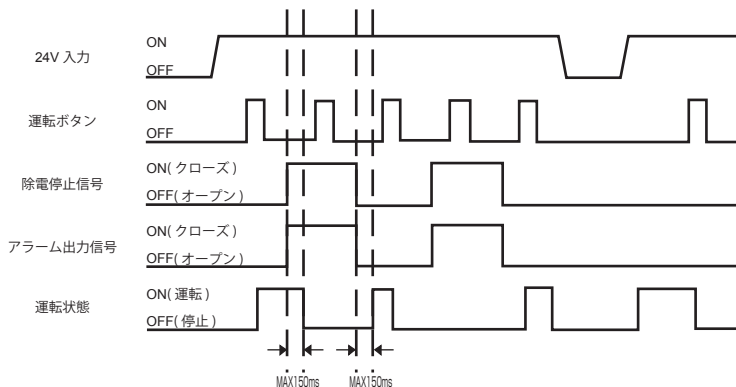 24V 入力
ON
OFF
運転ボタン
ON
OFF
除電停止信号
ON( クローズ )
OFF( オープン )
アラーム出力信号
ON( クローズ )
OFF( オープン )
運転状態
ON( 運転 )
OFF( 停止 )
MAX150ms
MAX150ms